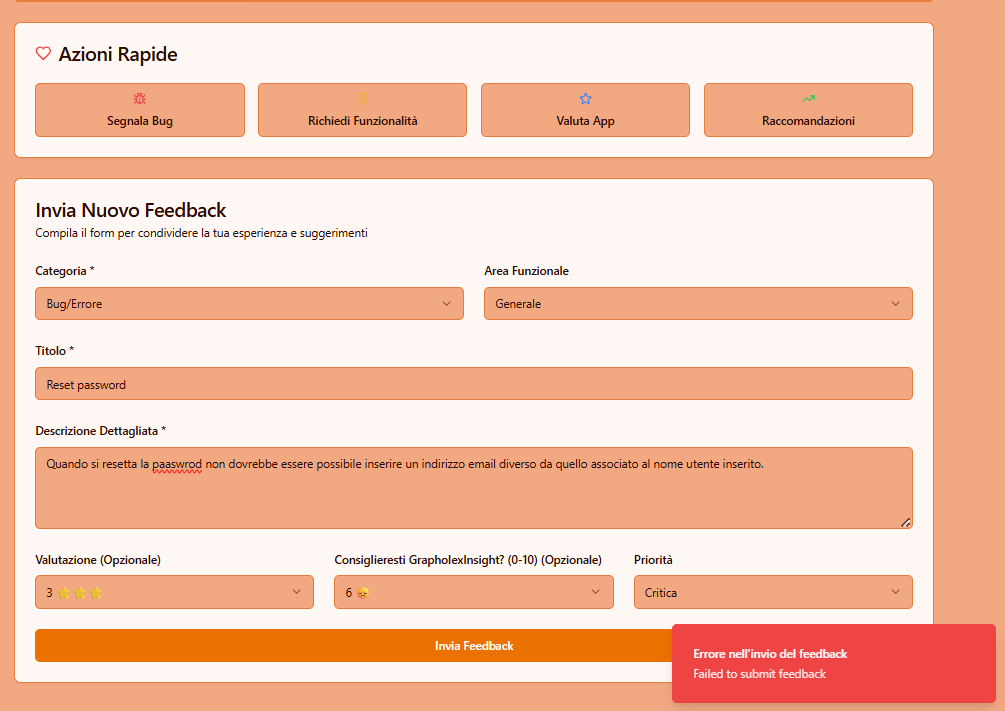 Azioni Rapide
Segnala Bug
Richiedi Funzionalità
Valuta App
Raccomandazioni
Invia Nuovo Feedback
Compila il form per condividere la tua esperienza e suggerimenti
Categoria *
Area Funzionale
Bug/Errore
Generale
Titolo *
Reset password
Descrizione Dettagliata *
Quando si resetta la paaswrod non dovrebbe essere possibile inserire un indirizzo email diverso da quello associato al nome utente inserito.
Valutazione (Opzionale)
Consiglieresti GrapholexInsight? (0-10) (Opzionale)
Priorità
3 ⭐⭐⭐
6 😞
Critica
Invia Feedback
Errore nell'invio del feedback
Failed to submit feedback